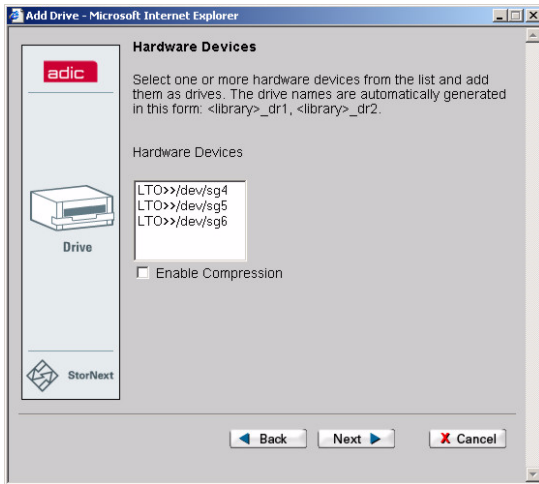 Add Drive - Microsoft Internet Explorer
adic
Drive
StorNext
Hardware Devices
Select one or more hardware devices from the list and add
them as drives. The drive names are automatically generated
in this form: <library>_dr1, <library>_dr2.
Hardware Devices
LTO>>/dev/sg4
LTO>>/dev/sg5
LTO>>/dev/sg6
Enable Compression
Back
Next
X Cancel